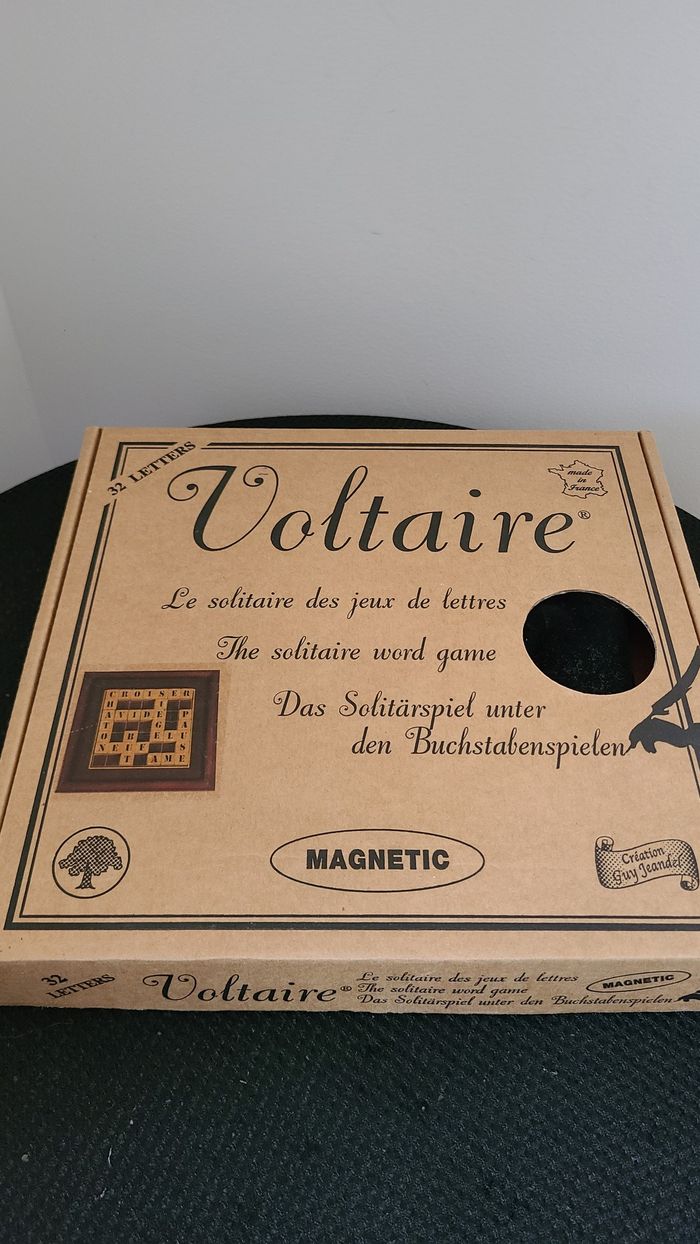 32 LETTERS
Voltaire®
made
in
France
Le solitaire des jeux de lettres
The solitaire word game
Das Solitärspiel unter
den Buchstabenspielen
CROISER
MAGNETIC
Création
Guy Jeandel
32
LETTERS
Voltaire®
Le solitaire des jeux de lettres
The solitaire word game
Das Solitärspiel unter den Buchstabenspielen
MAGNETIC